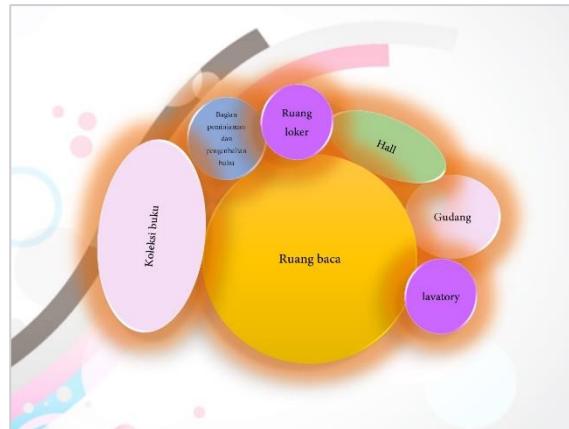 Bagian
peminjaman
dan
pengembalian
buku
Ruang
loker
Hall
Koleksi buku
Gudang
Ruang baca
lavatory